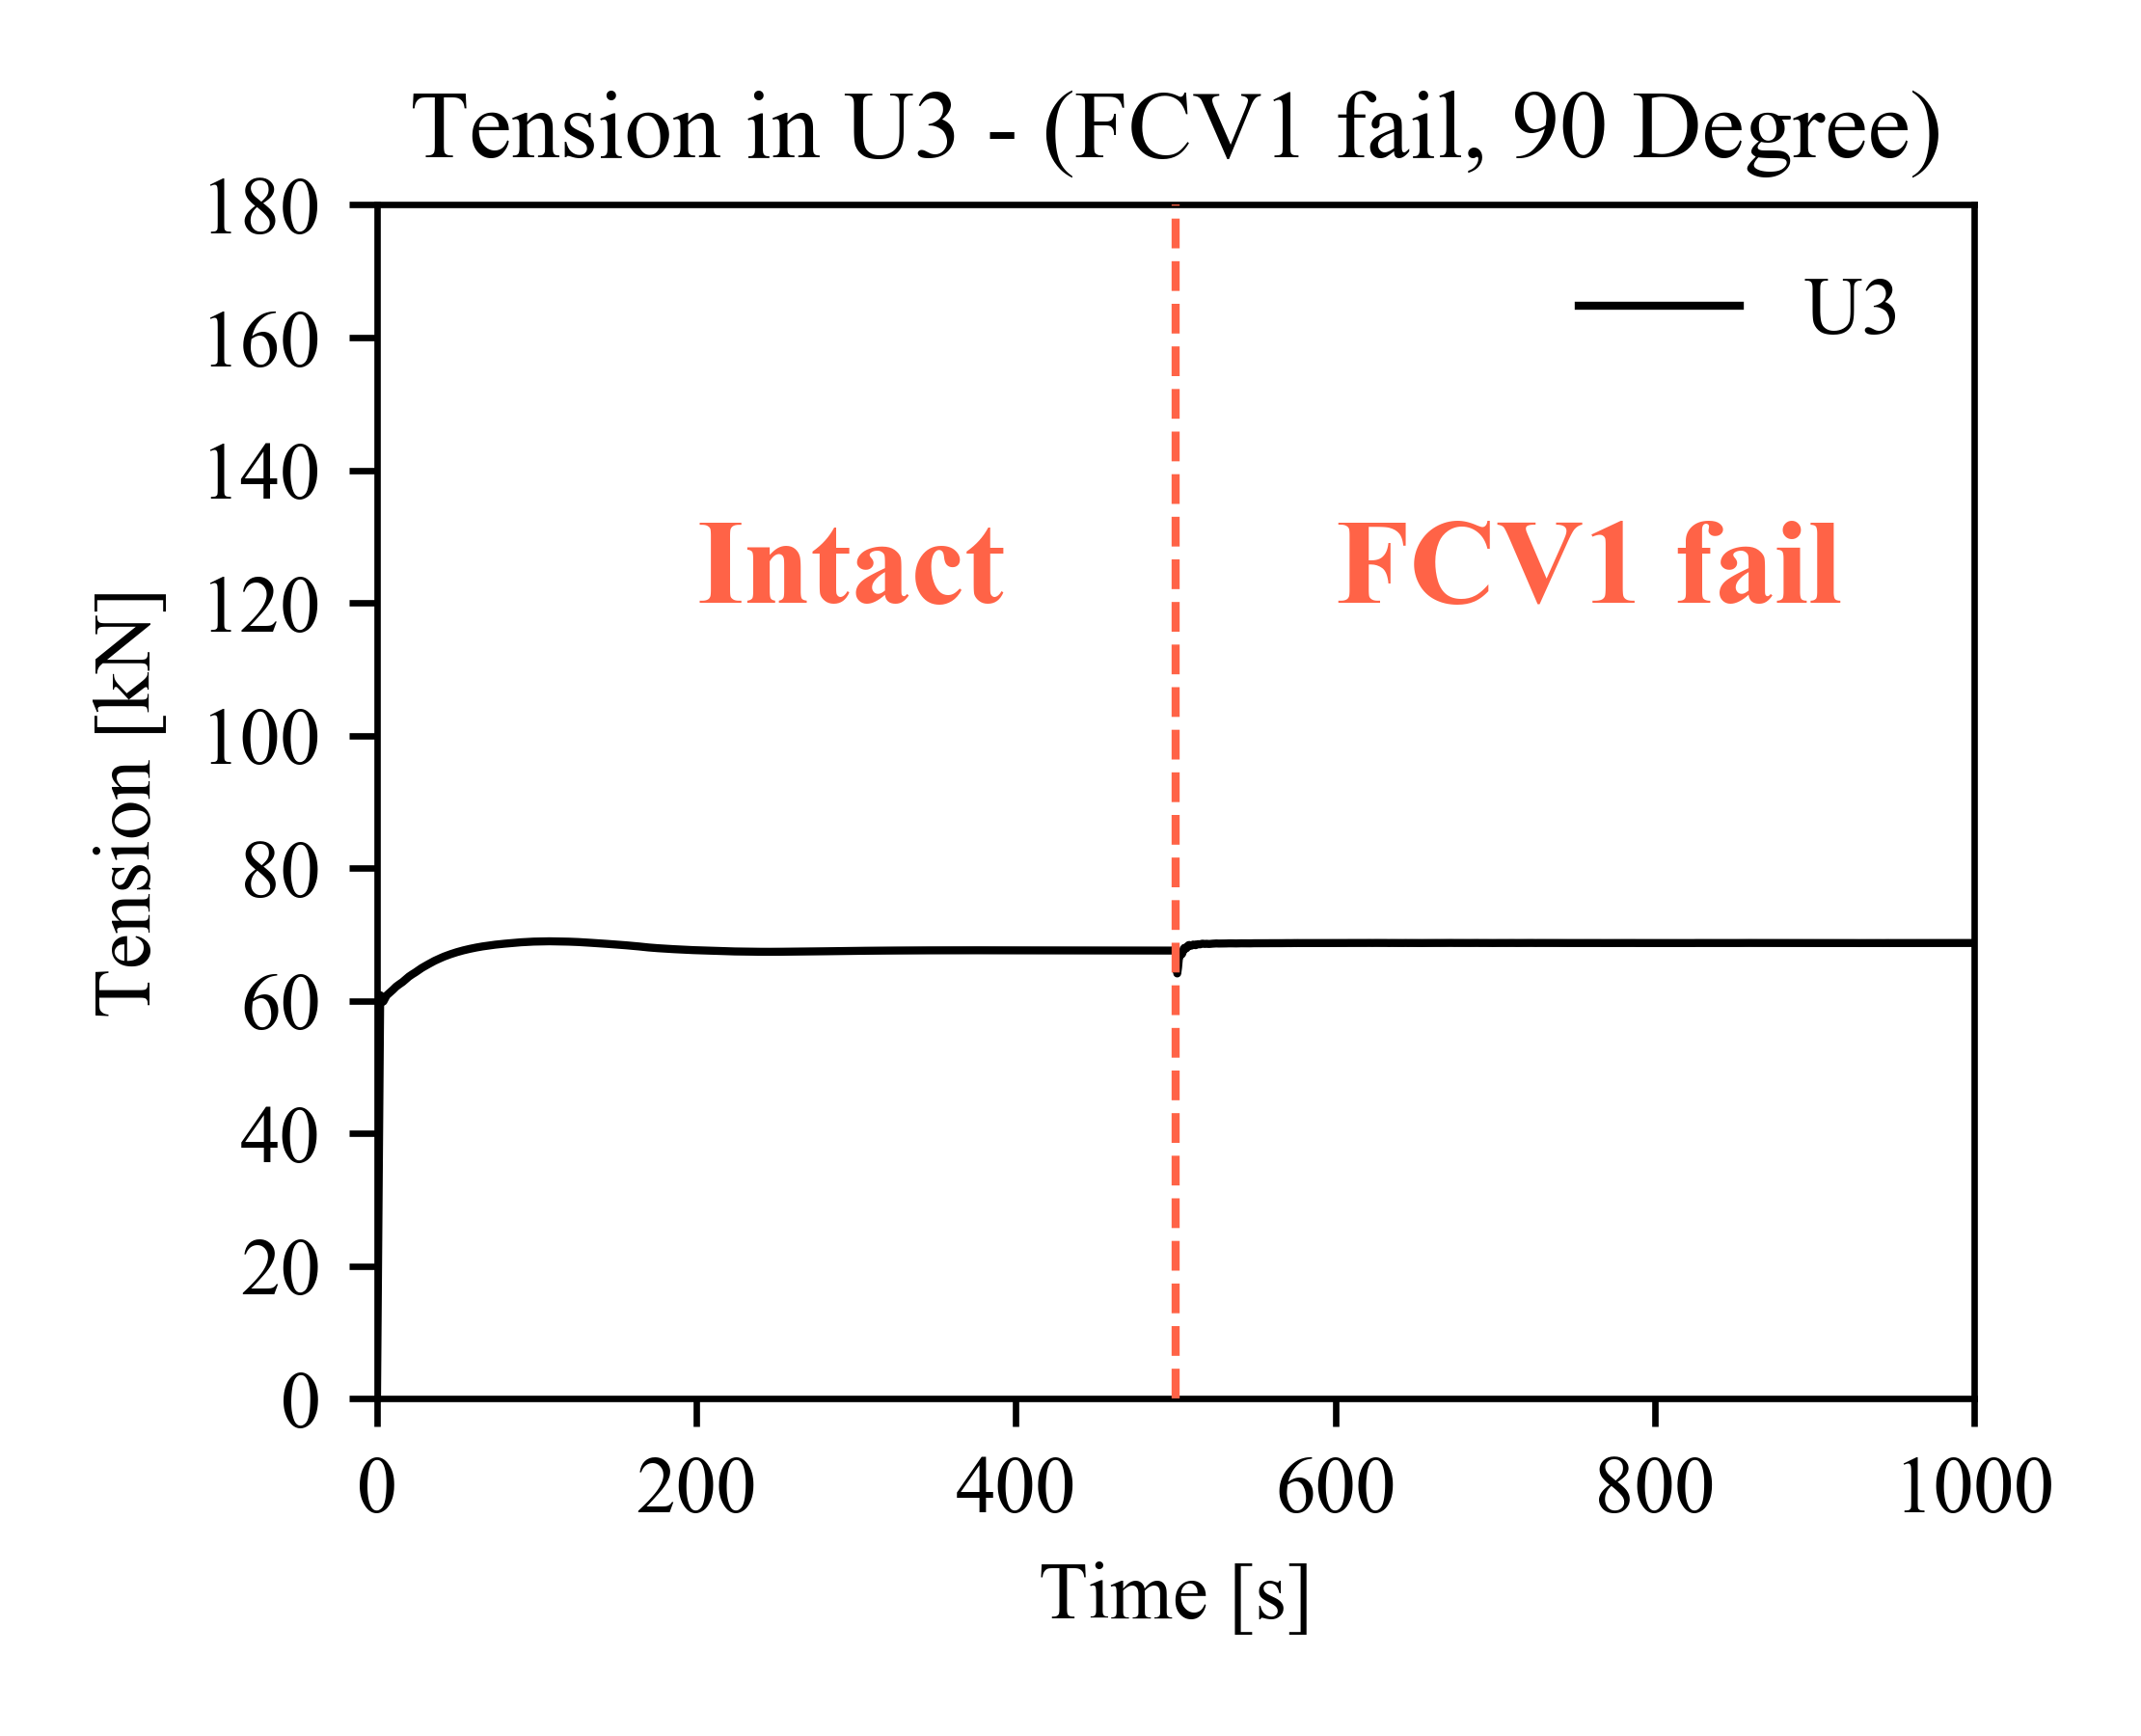 Tension in U3 - (FCV1 fail, 90 Degree)
180
160
140
120
100
80
60
40
20
0
Tension [kN]
U3
Intact
FCV1 fail
0 200 400 600 800 1000
Time [s]